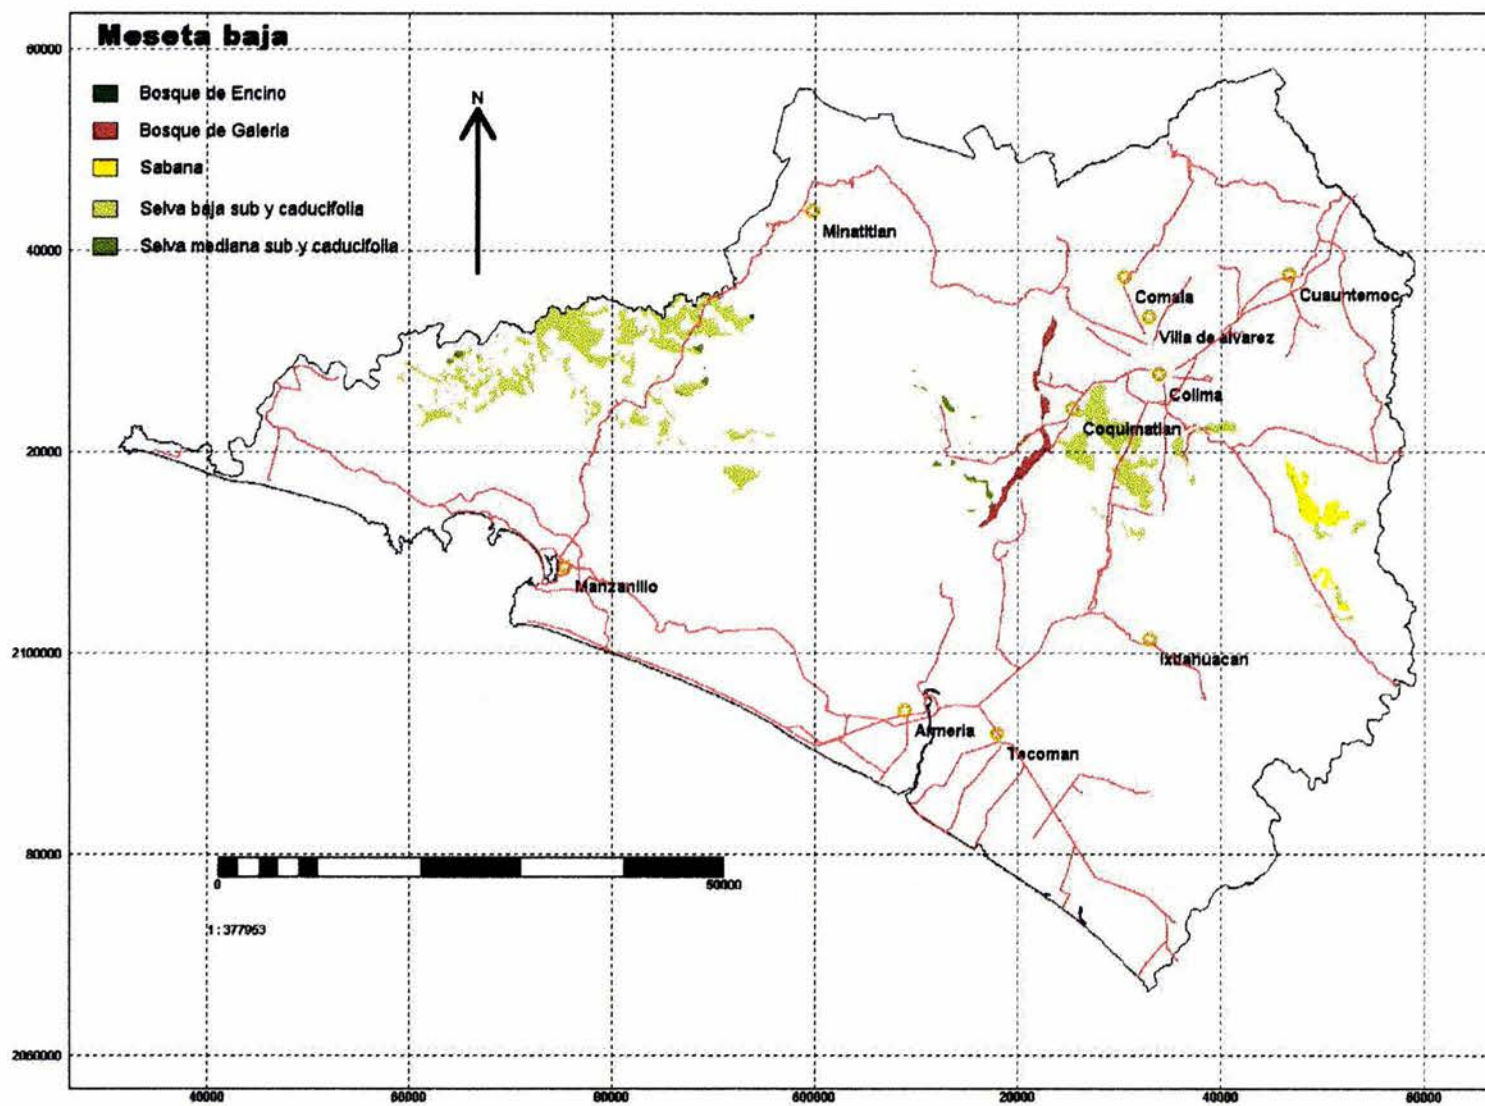 Meseta baja
Bosque de Encino
Bosque de Galeria
Sabana
Selva baja sub y caducifolia
Selva mediana sub y caducifolia
N
Minatitlan
Comala
Cuauntemoc
Villa de alvarez
Colima
Coquimatlan
Manzanillo
Ixtlahuacan
Armeria
Tecoman
0
50000
1 : 377953
60000
40000
20000
2100000
80000
2060000
40000
60000
80000
600000
20000
40000
60000